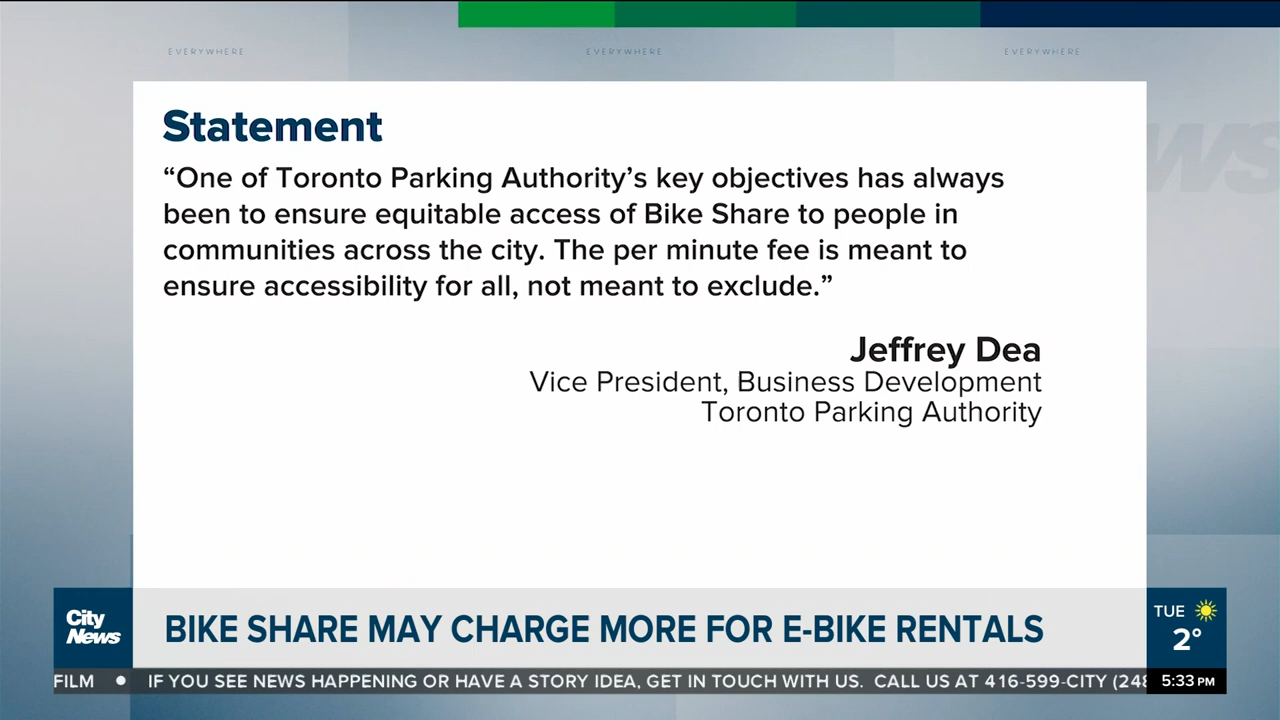 EVERYWHERE EVERYWHERE EVERYWHERE
Statement
“One of Toronto Parking Authority’s key objectives has always
been to ensure equitable access of Bike Share to people in
communities across the city. The per minute fee is meant to
ensure accessibility for all, not meant to exclude.”
Jeffrey Dea
Vice President, Business Development
Toronto Parking Authority
City
News
BIKE SHARE MAY CHARGE MORE FOR E-BIKE RENTALS
TUE
2°
FILM ● IF YOU SEE NEWS HAPPENING OR HAVE A STORY IDEA, GET IN TOUCH WITH US. CALL US AT 416-599-CITY (248
5:33 PM